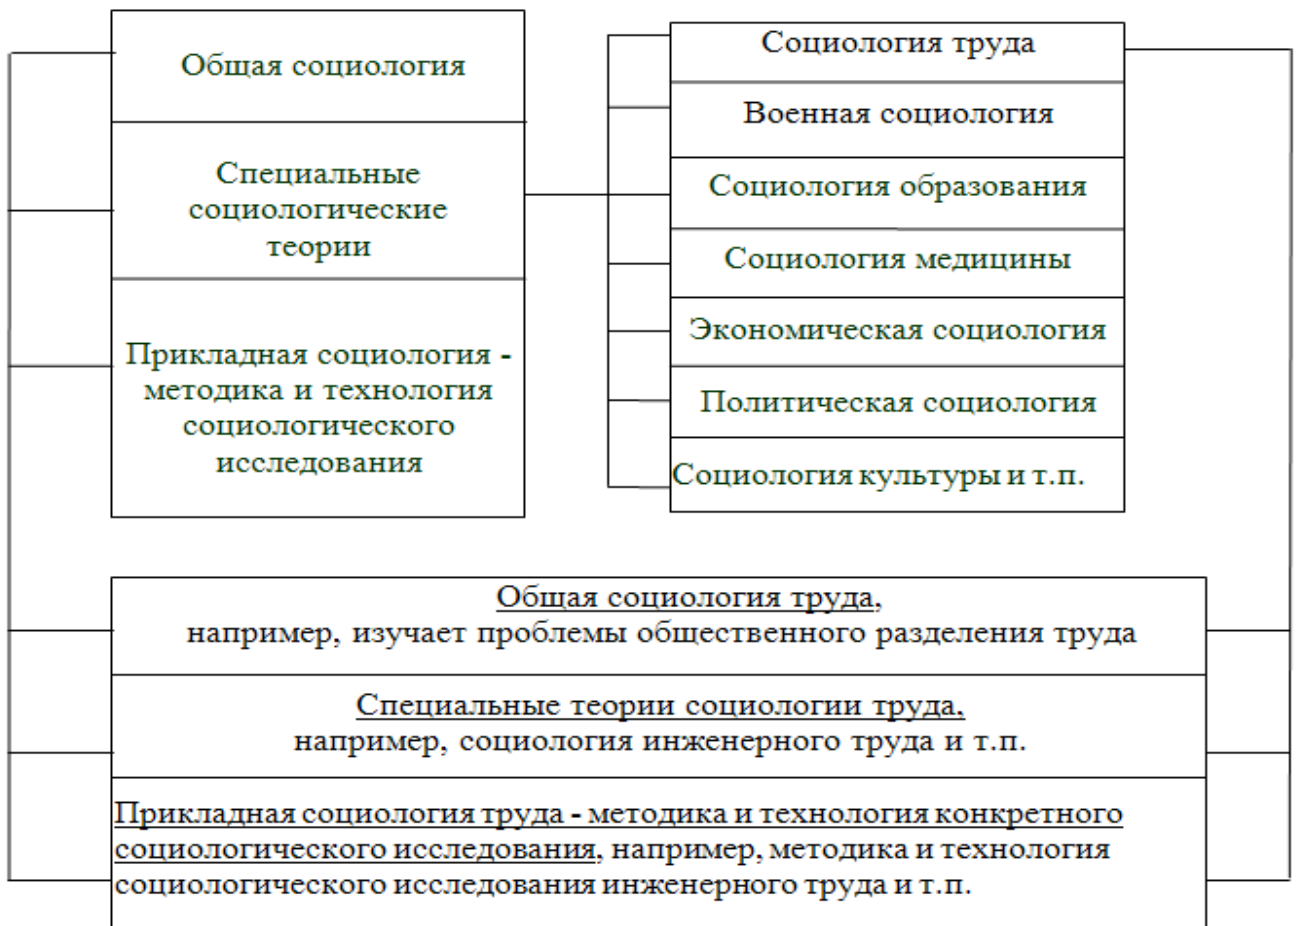 Общая социология
Специальные
социологические
теории
Прикладная социология -
методика и технология
социологического
исследования
Социология труда
Военная социология
Социология образования
Социология медицины
Экономическая социология
Политическая социология
Социология культуры и т.п.
Общая социология труда,
например, изучает проблемы общественного разделения труда
Специальные теории социологии труда,
например, социология инженерного труда и т.п.
Прикладная социология труда - методика и технология конкретного
социологического исследования, например, методика и технология
социологического исследования инженерного труда и т.п.